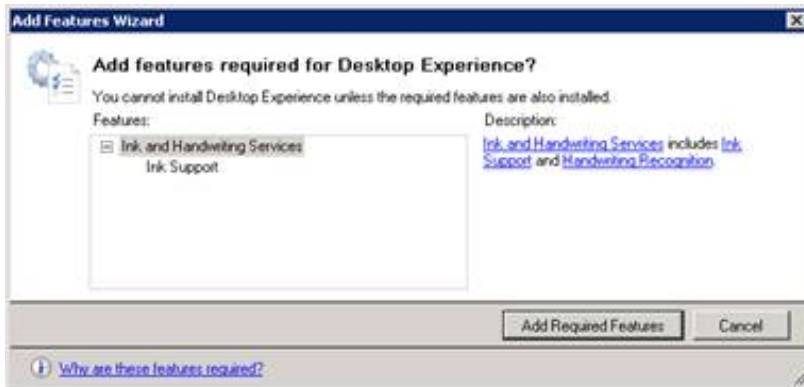 Add Features Wizard
Add features required for Desktop Experience?
You cannot install Desktop Experience unless the required features are also installed.
Features:
Ink and Handwriting Services
Ink Support
Description:
Ink and Handwriting Services includes Ink
Support and Handwriting Recognition.
Add Required Features
Cancel
Why are these features required?